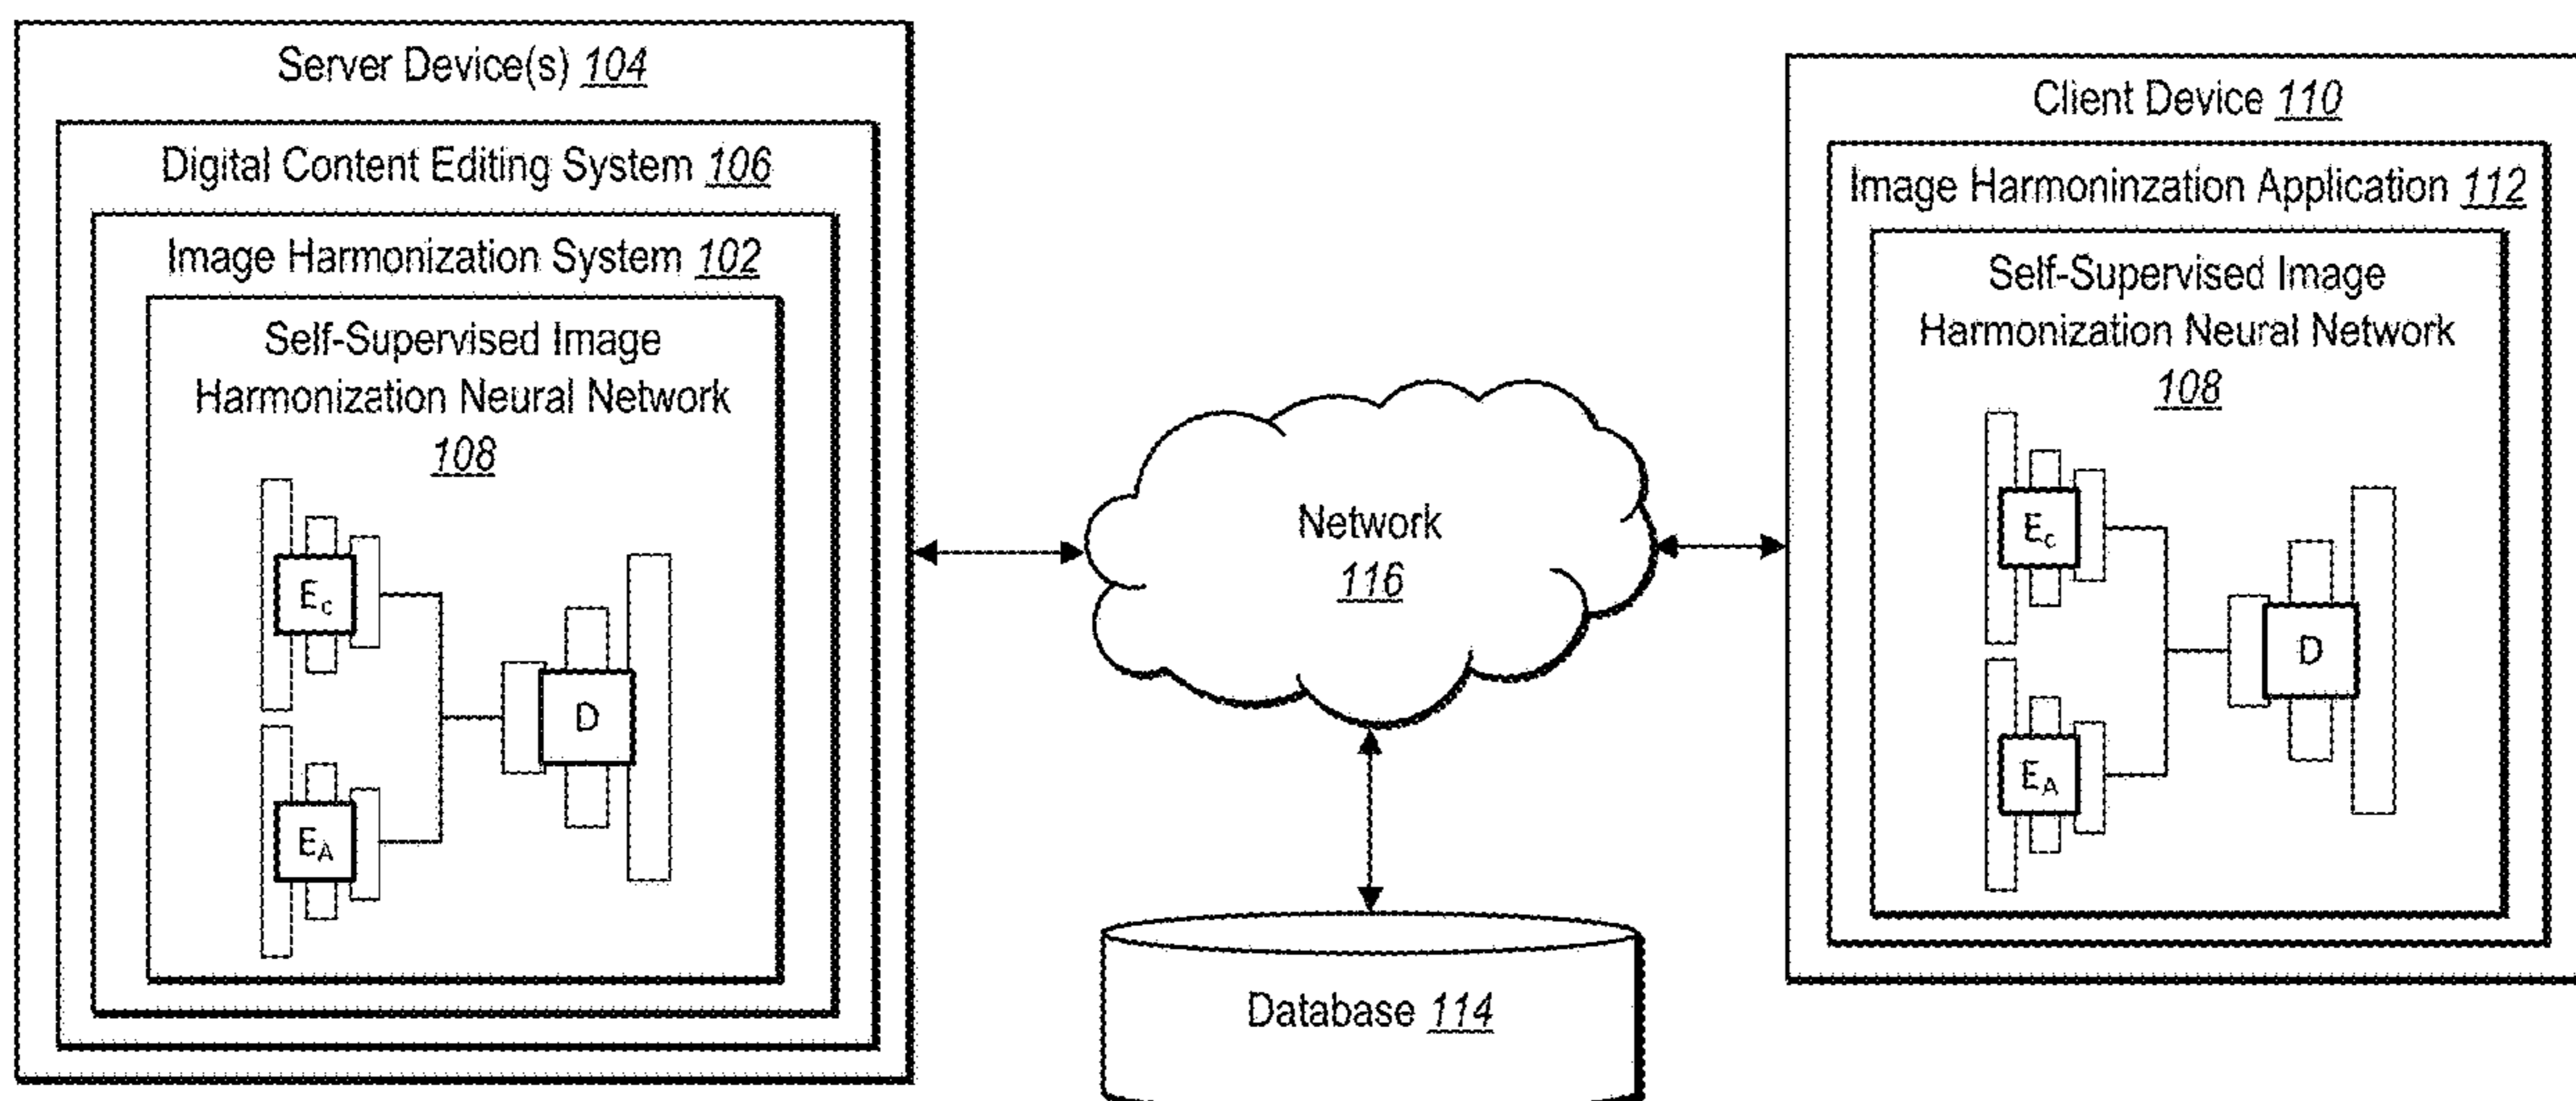 Server Device(s) 104
Digital Content Editing System 106
Image Harmonization System 102
Self-Supervised Image
Harmonization Neural Network
108
Ec
EA
D
Network
116
Database 114
Client Device 110
Image Harmoninzation Application 112
Self-Supervised Image
Harmonization Neural Network
108
Ec
EA
D